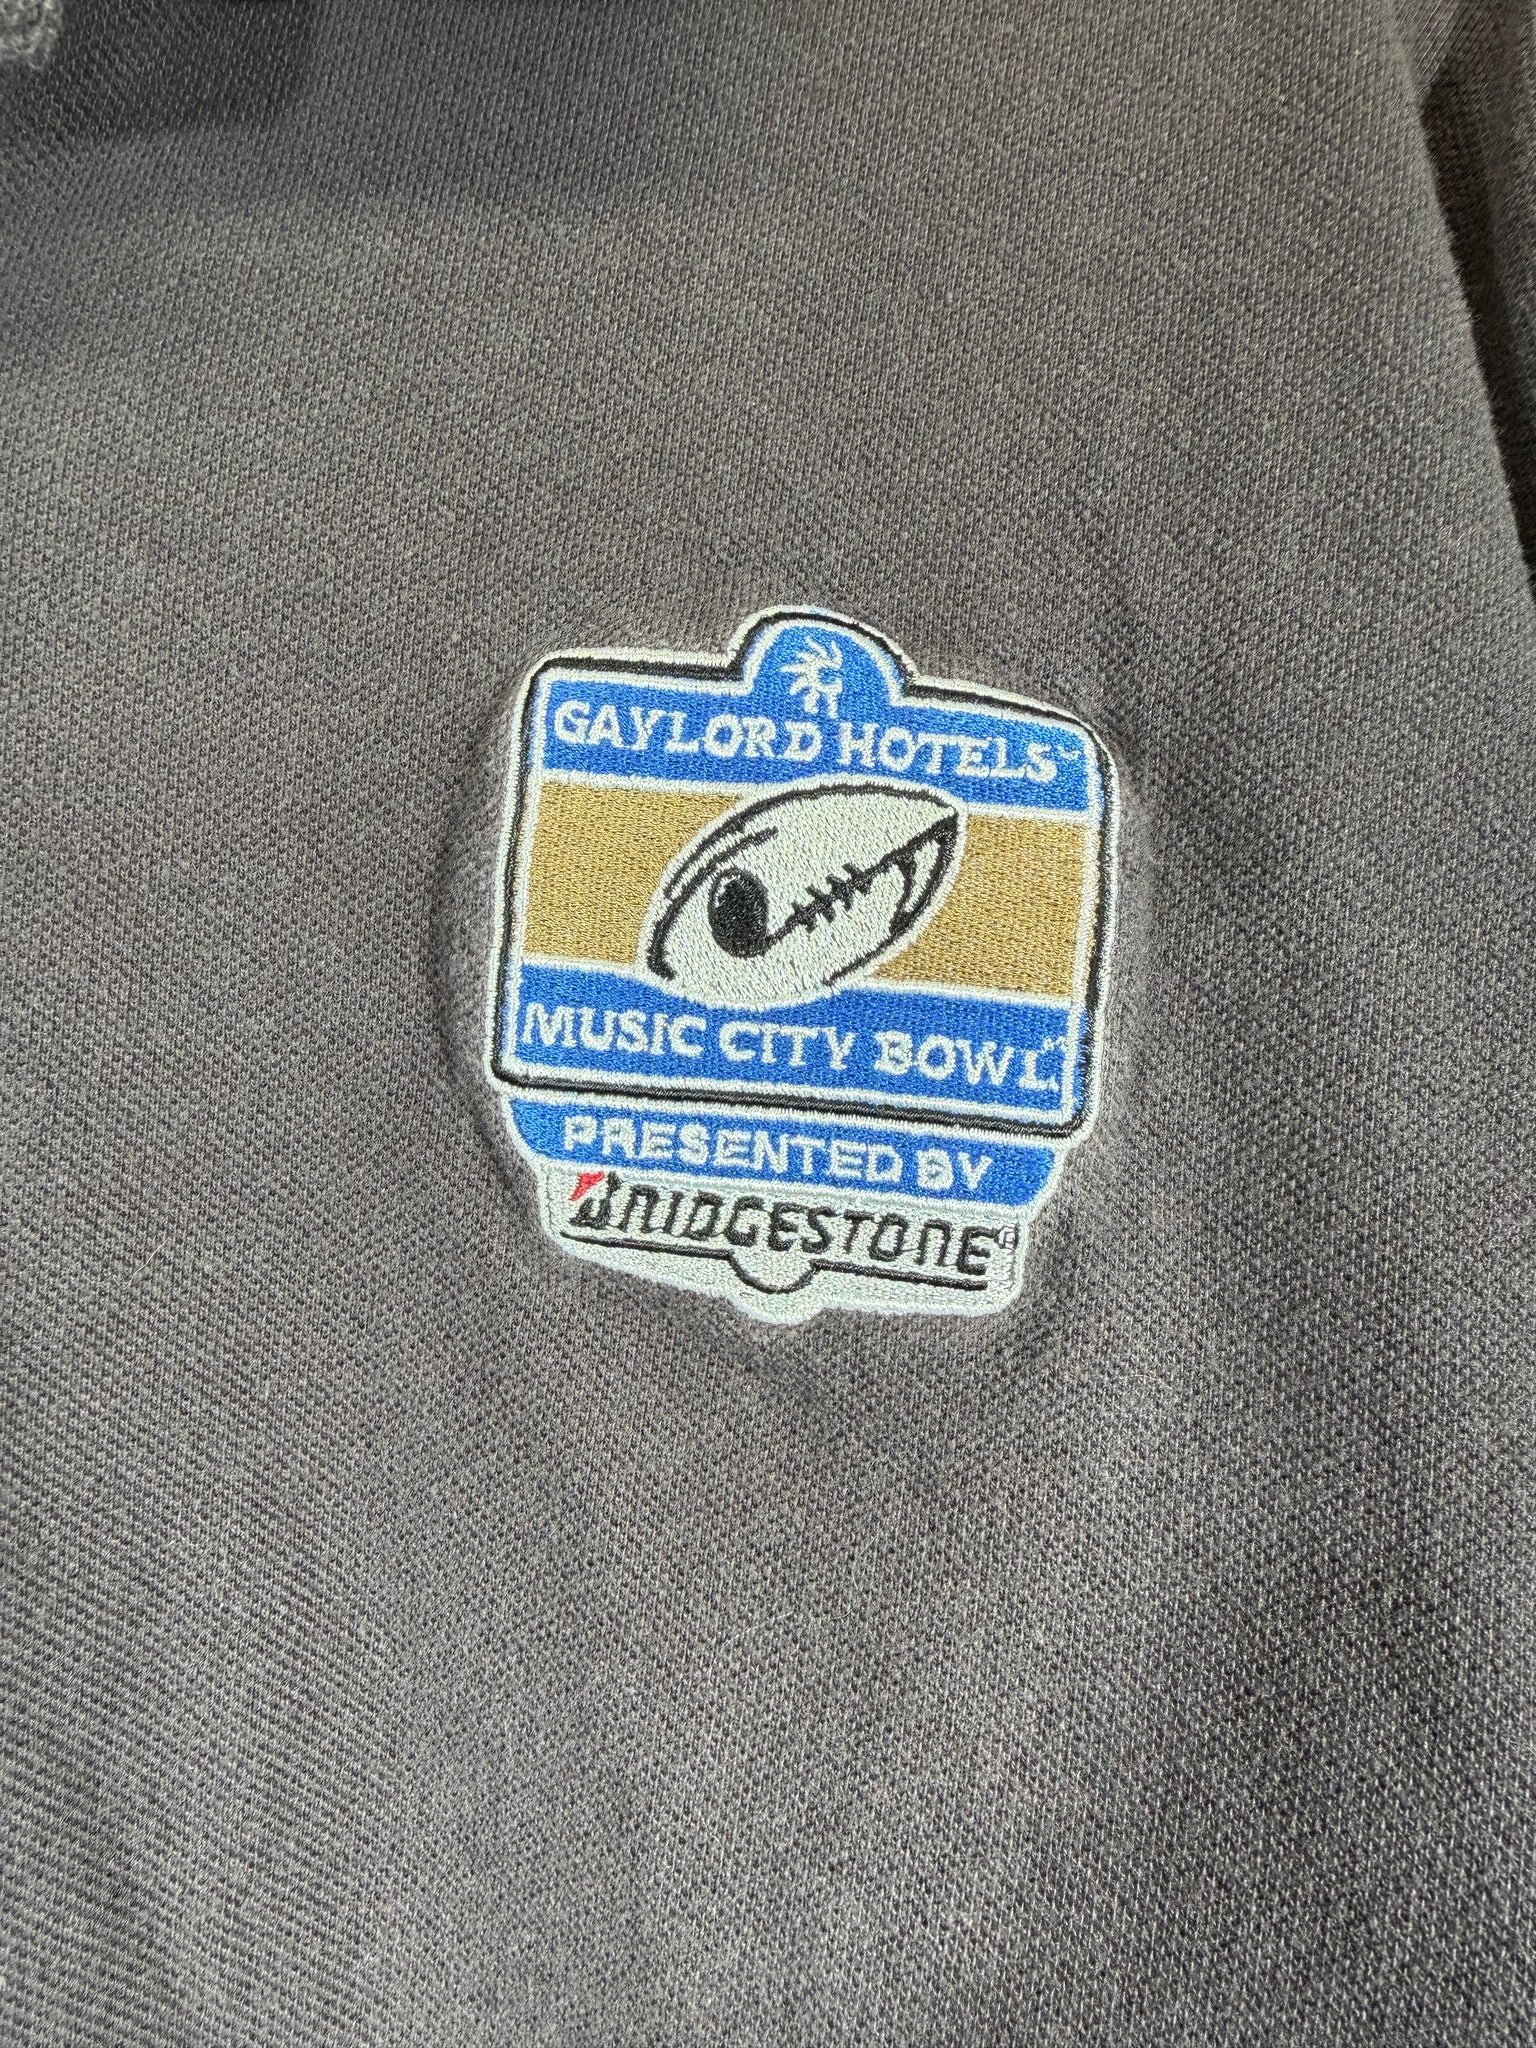 GAYLORD HOTELS
MUSIC CITY BOWL
PRESENTED BY
BRIDGESTONE